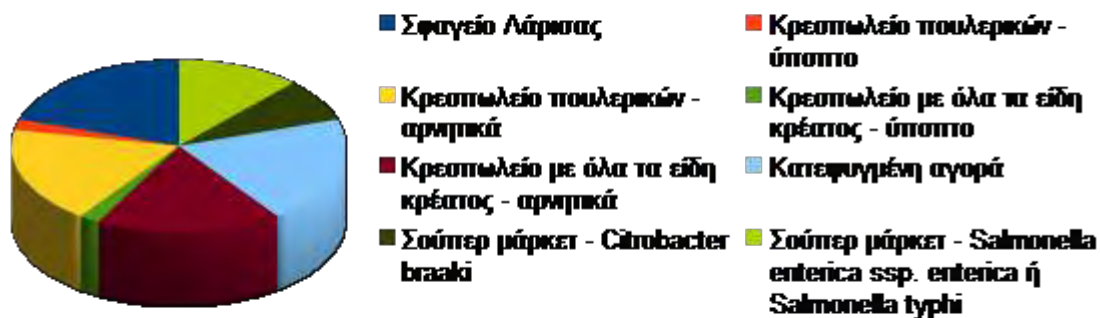 Σφαγείο Λάρισας
Κρεοπωλείο πουλερικών -
ύποπτο
Κρεοπωλείο πουλερικών -
αρνητικά
Κρεοπωλείο με όλα τα είδη
κρέατος - ύποπτο
Κρεοπωλείο με όλα τα είδη
κρέατος - αρνητικά
Κατεψυγμένη αγορά
Σούπερ μάρκετ - Citrobacter
braaki
Σούπερ μάρκετ - Salmonella
enterica ssp. enterica ή
Salmonella typhi